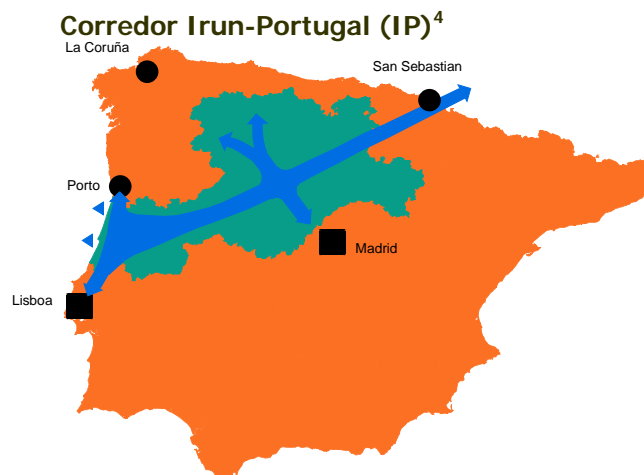 Corredor Irun-Portugal (IP)⁴
La Coruña
San Sebastian
Porto
Madrid
Lisboa